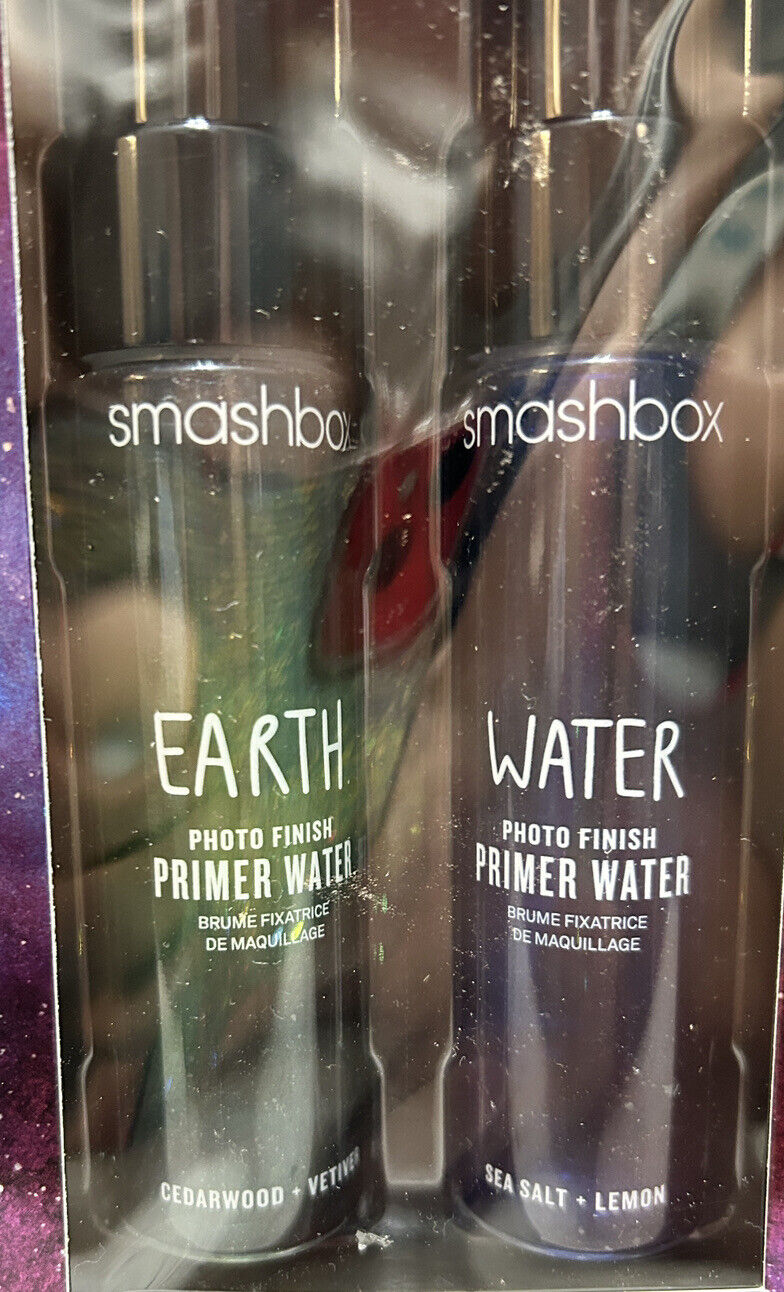 smashbox
EARTH
PHOTO FINISH
PRIMER WATER
BRUME FIXATRICE
DE MAQUILLAGE
CEDARWOOD + VETIVER
smashbox
WATER
PHOTO FINISH
PRIMER WATER
BRUME FIXATRICE
DE MAQUILLAGE
SEA SALT + LEMON